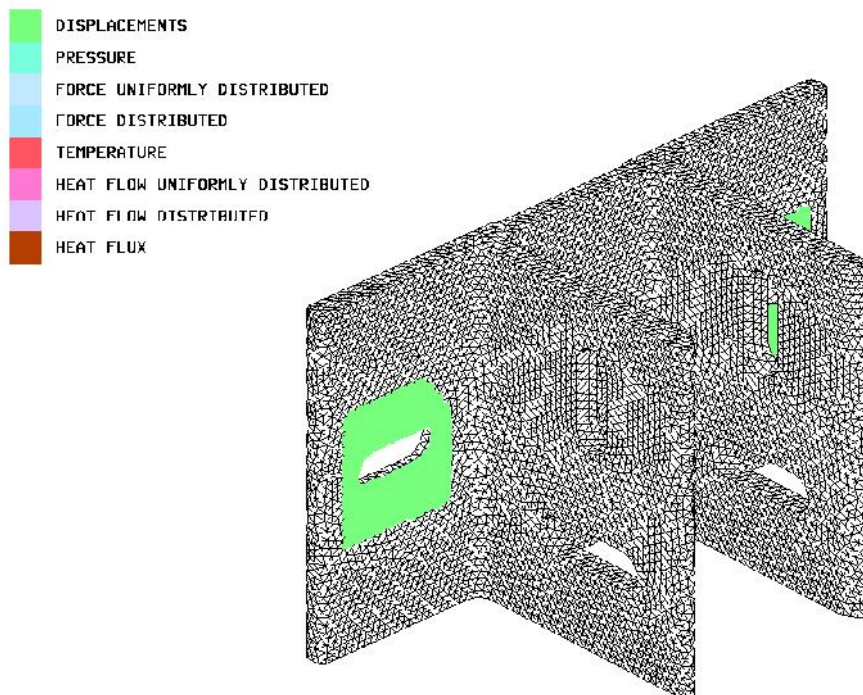 DISPLACEMENTS
PRESSURE
FORCE UNIFORMLY DISTRIBUTED
FORCE DISTRIBUTED
TEMPERATURE
HEAT FLOW UNIFORMLY DISTRIBUTED
HEAT FLOW DISTRIBUTED
HEAT FLUX